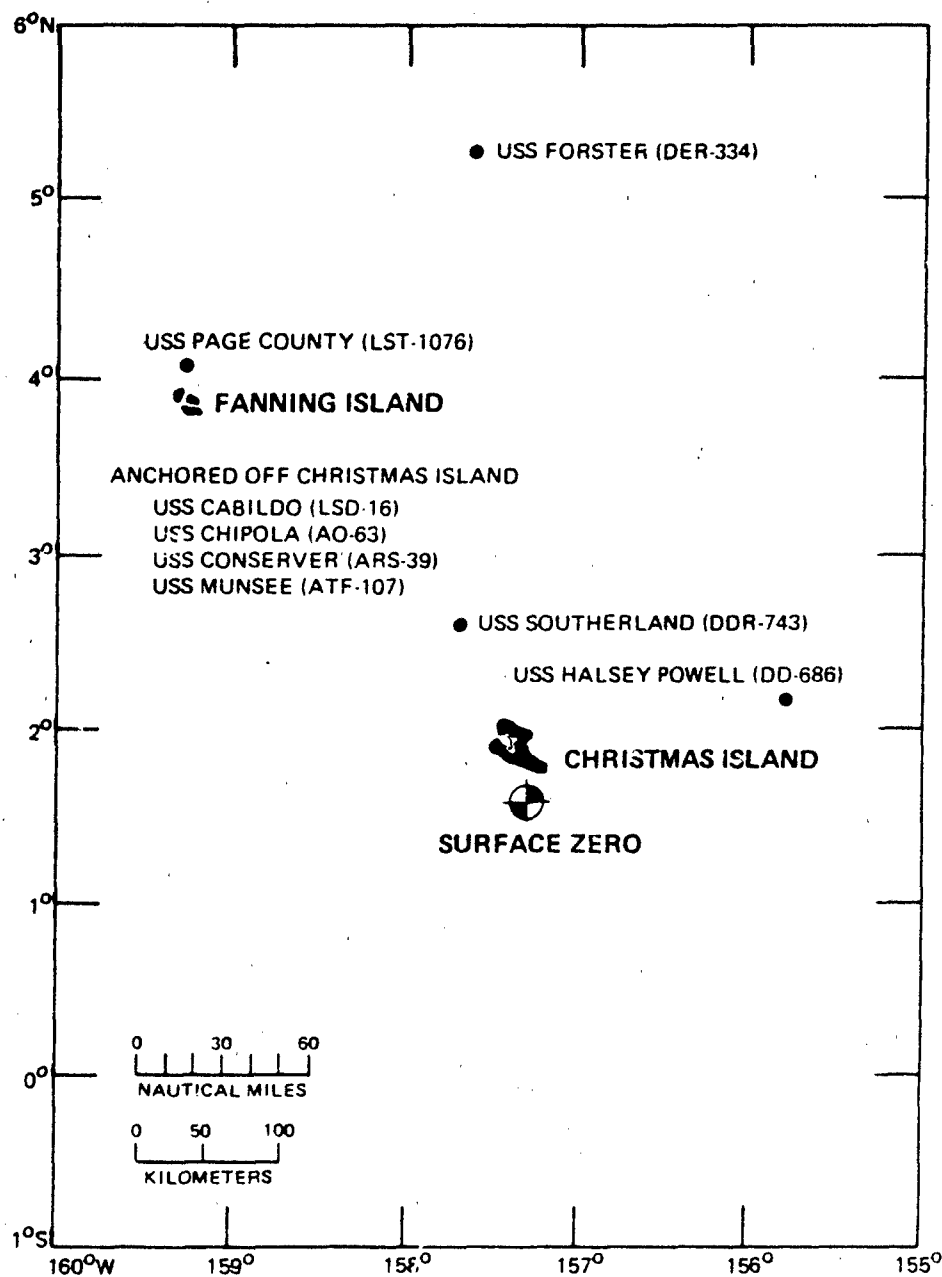 6°N
USS FORSTER (DER-334)
5°
USS PAGE COUNTY (LST-1076)
4°
FANNING ISLAND
ANCHORED OFF CHRISTMAS ISLAND
USS CABILDO (LSD-16)
USS CHIPOLA (AO-63)
3°
USS CONSERVER (ARS-39)
USS MUNSEE (ATF-107)
USS SOUTHERLAND (DDR-743)
USS HALSEY POWELL (DD-686)
2°
CHRISTMAS ISLAND
SURFACE ZERO
1°
0 30 60
NAUTICAL MILES
0°
0 50 100
KILOMETERS
1°S
160°W 159° 158° 157° 156° 155°